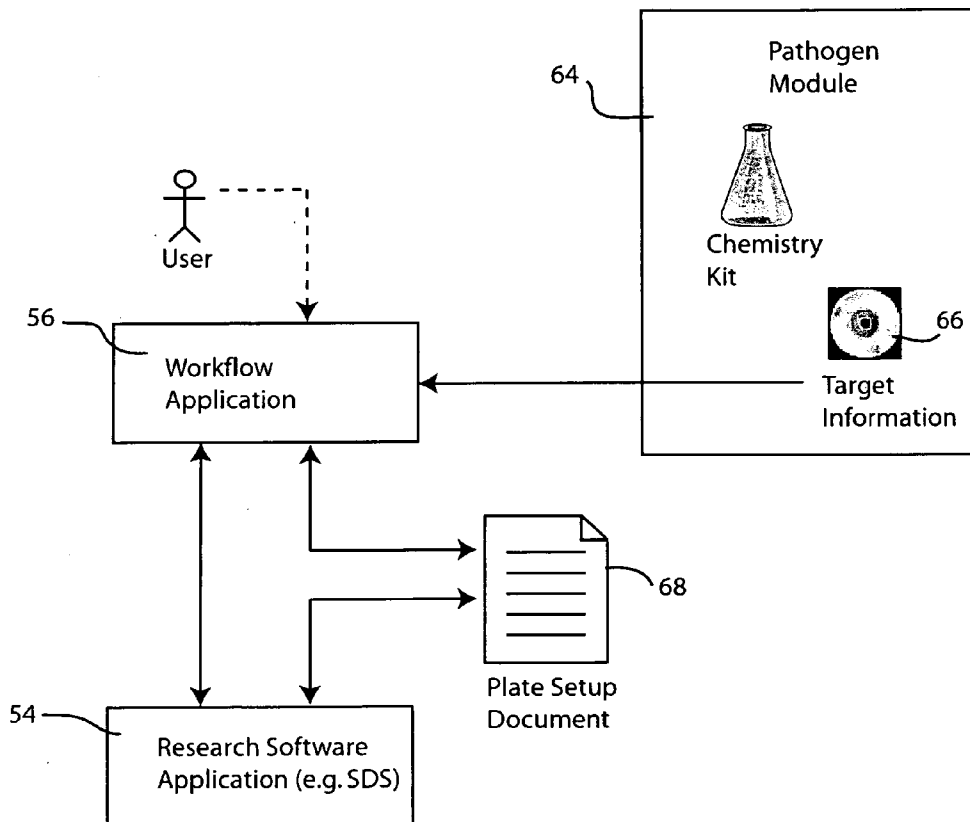 Pathogen
Module
64
Chemistry
Kit
User
56
66
Workflow
Application
Target
Information
68
Plate Setup
Document
54
Research Software
Application (e.g. SDS)